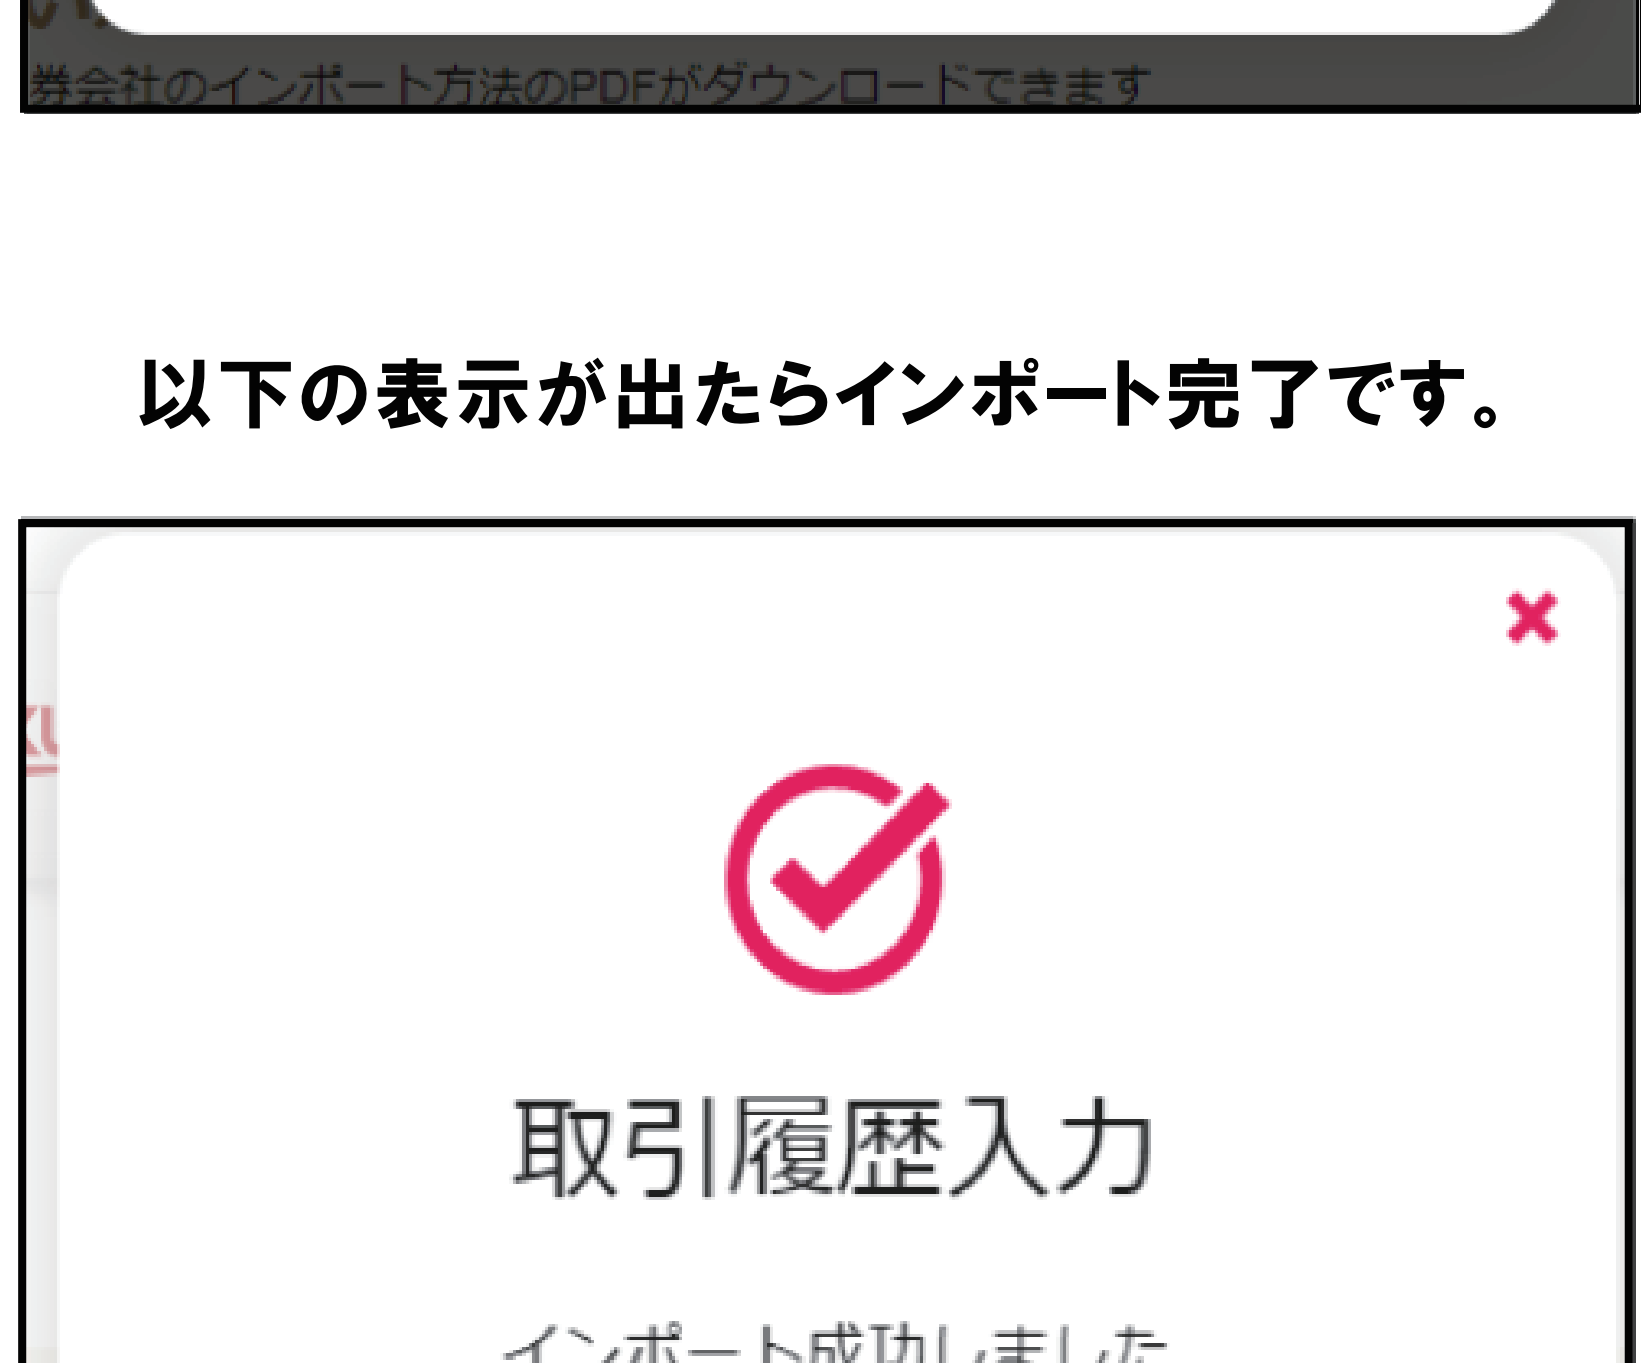 券会社のインポート方法のPDFがダウンロードできます
以下の表示が出たらインポート完了です。
取引履歴入力
インポート成功しました